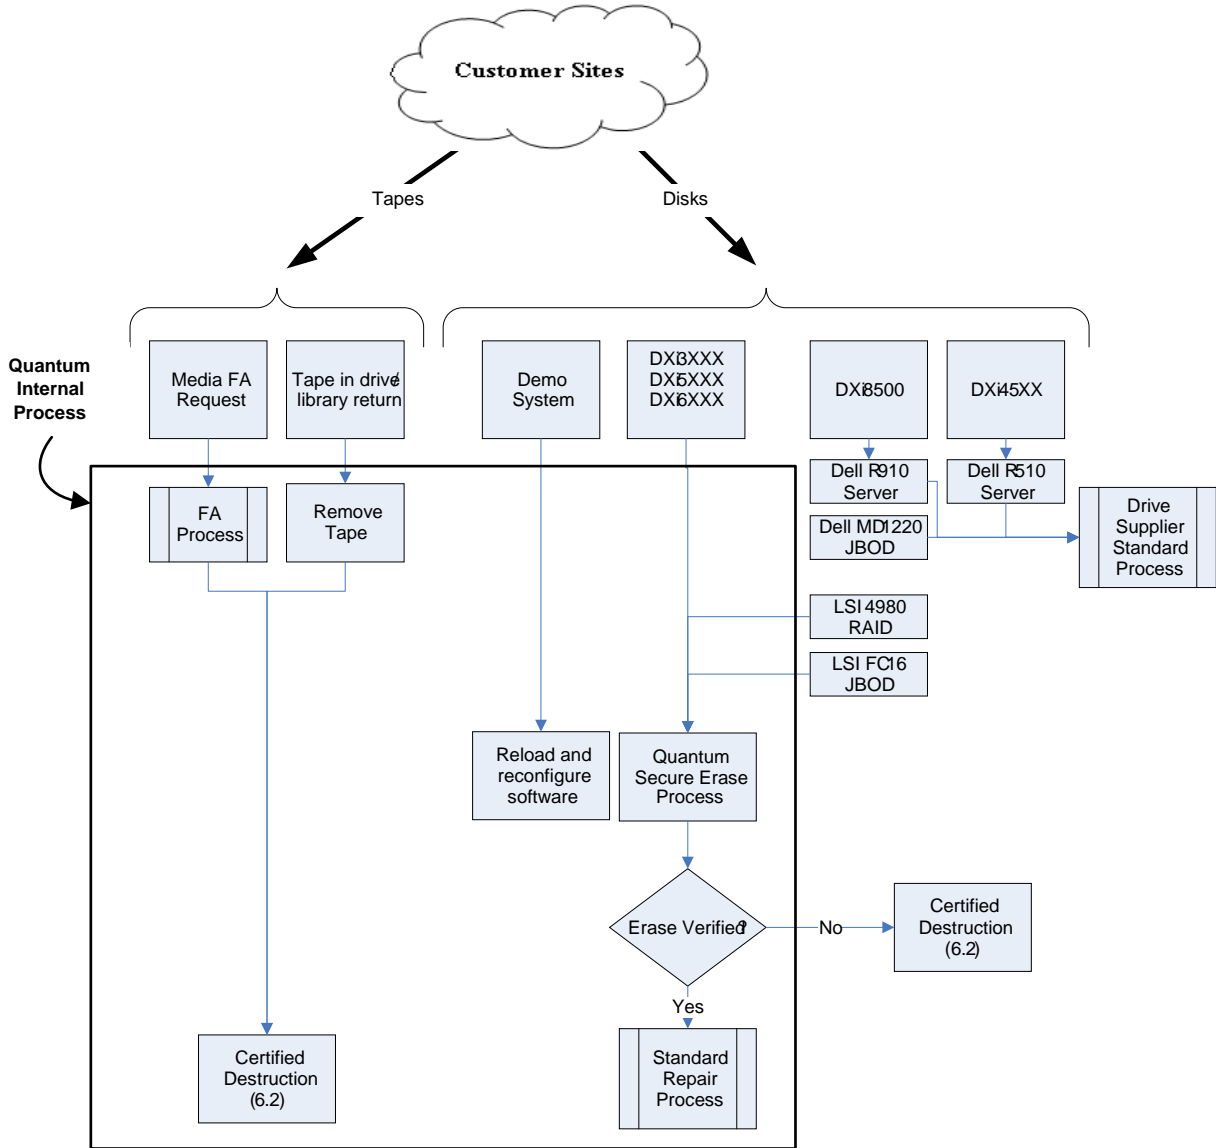 Customer Sites
Tapes
Disks
Quantum
Internal
Process
Media FA
Request
Tape in drive/
library return
Demo
System
DXi3XXX
DXi5XXX
DXi6XXX
DXi8500
DXi45XX
FA
Process
Remove
Tape
Dell R910
Server
Dell R510
Server
Dell MD1220
JBOD
Drive
Supplier
Standard
Process
LSI 4980
RAID
LSI FC16
JBOD
Reload and
reconfigure
software
Quantum
Secure Erase
Process
Erase Verified?
No
Certified
Destruction
(6.2)
Yes
Certified
Destruction
(6.2)
Standard
Repair
Process